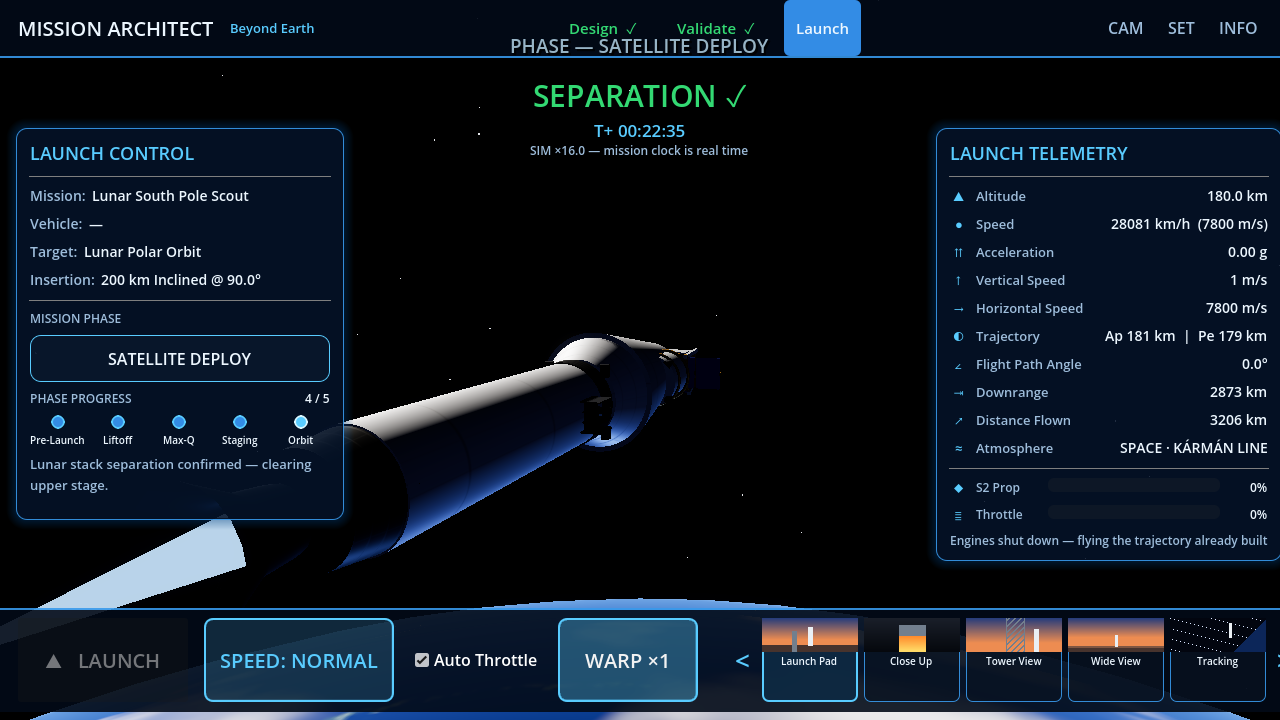 MISSION ARCHITECT
Beyond Earth
Design ✓
Validate ✓
Launch
CAM
SET
INFO
PHASE — SATELLITE DEPLOY
SEPARATION ✓
T+ 00:22:35
SIM ×16.0 — mission clock is real time
LAUNCH CONTROL
Mission: Lunar South Pole Scout
Vehicle: —
Target: Lunar Polar Orbit
Insertion: 200 km Inclined @ 90.0°
MISSION PHASE
SATELLITE DEPLOY
PHASE PROGRESS 4 / 5
Pre-Launch Liftoff Max-Q Staging Orbit
Lunar stack separation confirmed — clearing
upper stage.
LAUNCH TELEMETRY
▲ Altitude 180.0 km
● Speed 28081 km/h (7800 m/s)
⇈ Acceleration 0.00 g
↑ Vertical Speed 1 m/s
→ Horizontal Speed 7800 m/s
◐ Trajectory Ap 181 km | Pe 179 km
∠ Flight Path Angle 0.0°
⇥ Downrange 2873 km
↗ Distance Flown 3206 km
≈ Atmosphere SPACE · KÁRMÁN LINE
◆ S2 Prop 0%
≣ Throttle 0%
Engines shut down — flying the trajectory already built
▲ LAUNCH
SPEED: NORMAL
Auto Throttle
WARP ×1
<
Launch Pad
Close Up
Tower View
Wide View
Tracking
>